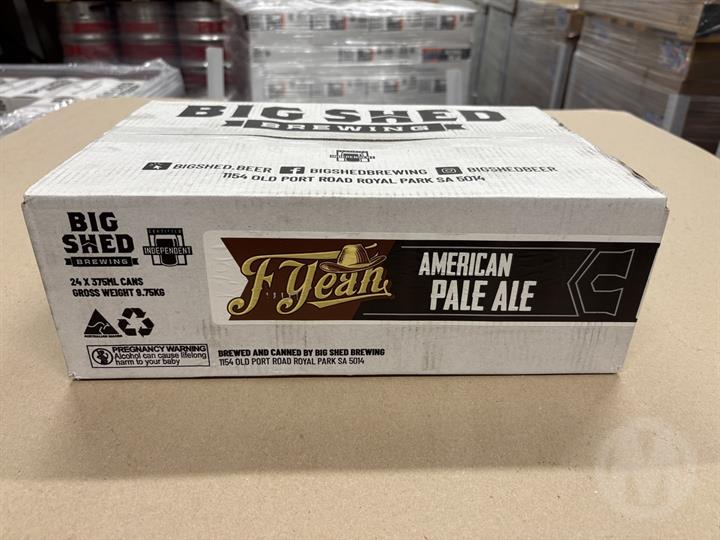 BIG SHED
BREWING
BIGSHED.BEER BIGSHEDBREWING BIGSHEDBEER
1154 OLD PORT ROAD ROYAL PARK SA 5014
BIG
SHED
BREWING
CERTIFIED
INDEPENDENT
24 X 375ML CANS
GROSS WEIGHT 9.75KG
F Yeah
AMERICAN
PALE ALE
PREGNANCY WARNING
Alcohol can cause lifelong
harm to your baby
BREWED AND CANNED BY BIG SHED BREWING
1154 OLD PORT ROAD ROYAL PARK SA 5014